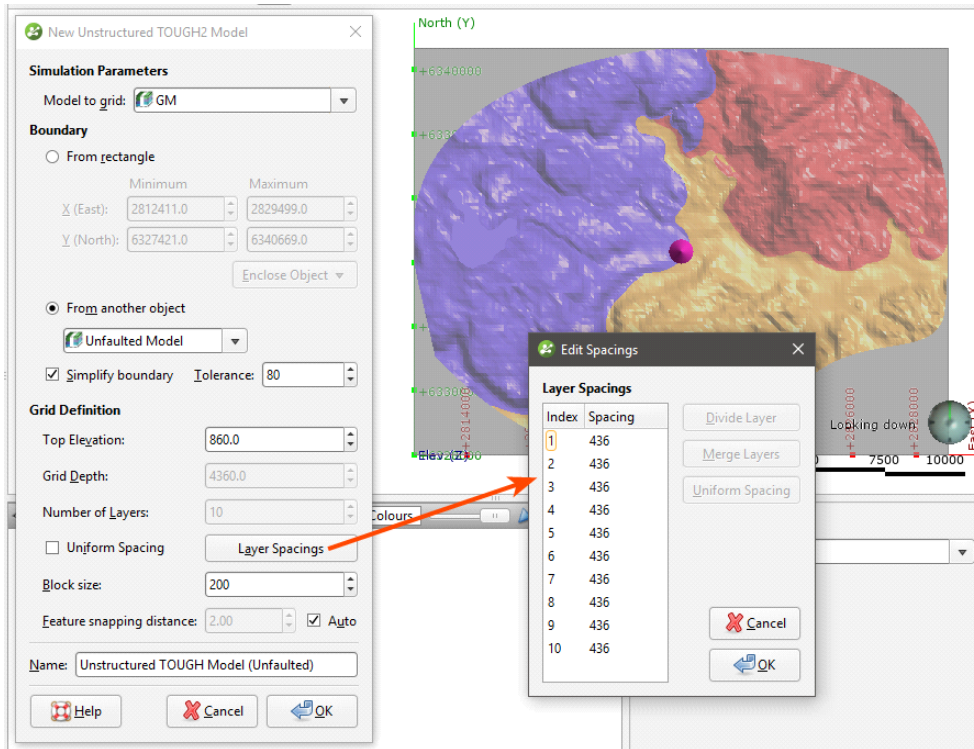 New Unstructured TOUGH2 Model
Simulation Parameters
Model to grid: GM
Boundary
From rectangle
Minimum Maximum
X (East): 2812411.0 2829499.0
Y (North): 6327421.0 6340669.0
Enclose Object
From another object
Unfaulted Model
Simplify boundary Tolerance: 80
Grid Definition
Top Elevation: 860.0
Grid Depth: 4360.0
Number of Layers: 10
Uniform Spacing Layer Spacings
Block size: 200
Feature snapping distance: 2.00 Auto
Name: Unstructured TOUGH Model (Unfaulted)
Help Cancel OK
North (Y)
+6340000
Elev (Z)
+2814000
Looking down
7500 10000
Colours
Edit Spacings
Layer Spacings
Index Spacing
1 436
2 436
3 436
4 436
5 436
6 436
7 436
8 436
9 436
10 436
Divide Layer
Merge Layers
Uniform Spacing
Cancel
OK